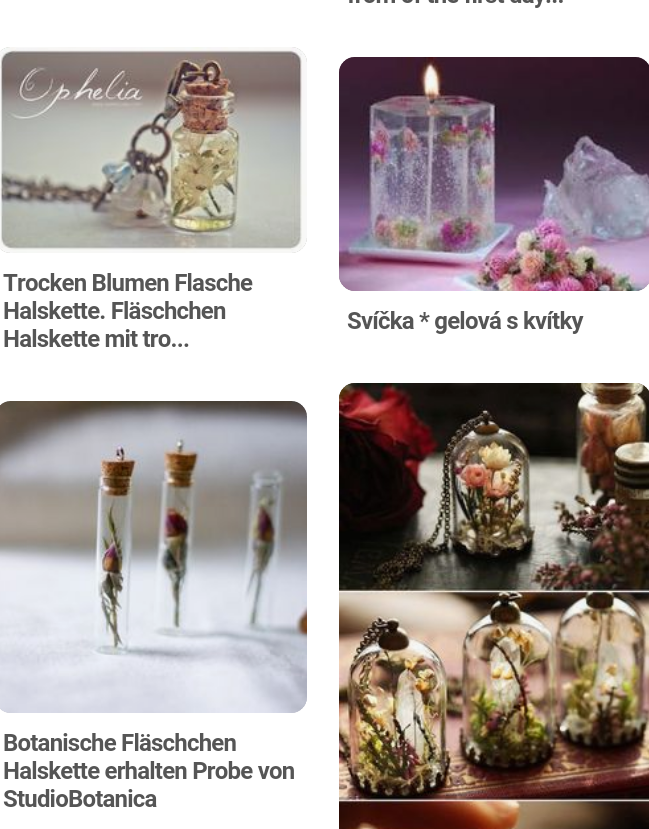 Ophelia
Trocken Blumen Flasche
Halskette. Fläschchen
Halskette mit tro...
Svíčka * gelová s kvítky
Botanische Fläschchen
Halskette erhalten Probe von
StudioBotanica